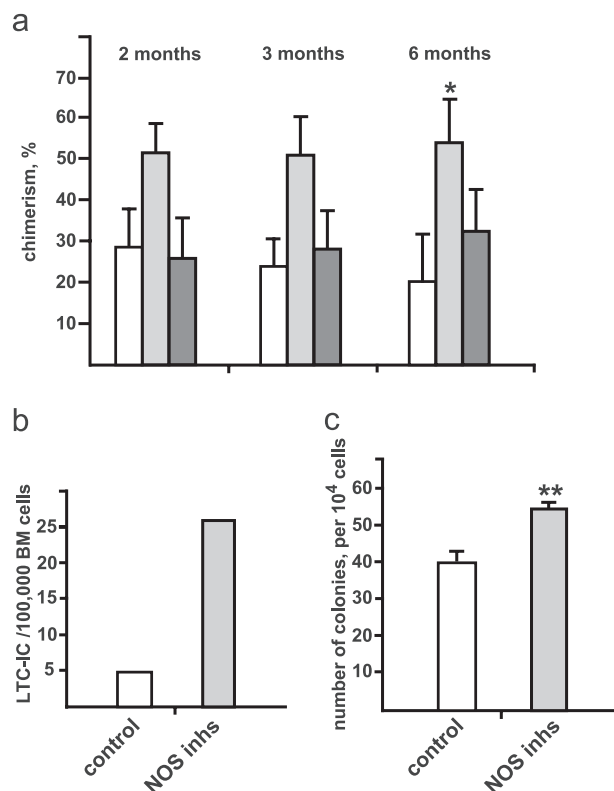 a
2 months 3 months 6 months
*
70
60
50
40
30
20
10
chimerism, %
b
LTC-IC /100,000 BM cells
25
20
15
10
5
control
NOS inhs
c
number of colonies, per 10⁴ cells
60
50
40
30
20
10
**
control
NOS inhs